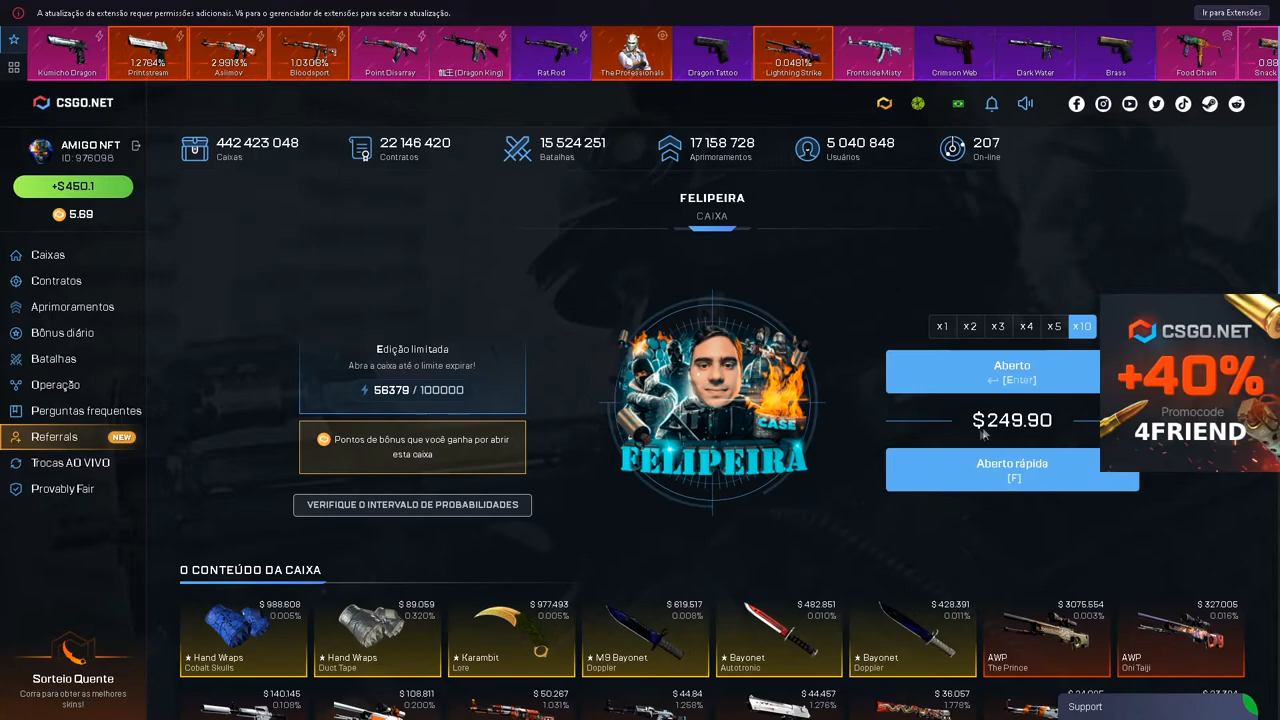 A atualização da extensão requer permissões adicionais. Vá para o gerenciador de extensões para aceitar a atualização.
Ir para Extensões
Kumicho Dragon
1.2784%
Printstream
2.9913%
Asiimov
1.0308%
Bloodsport
Point Disarray
龍王 (Dragon King)
Rat Rod
The Professionals
Dragon Tattoo
0.0481%
Lightning Strike
Frontside Misty
Crimson Web
Dark Water
Brass
Food Chain
0.88
Snack
CSGO.NET
AMIGO NFT
ID: 976098
+$450.1
5.69
442 423 048
Caixas
22 146 420
Contratos
15 524 251
Batalhas
17 158 728
Aprimoramentos
5 040 848
Usuários
207
On-line
Caixas
Contratos
Aprimoramentos
Bônus diário
Batalhas
Operação
Perguntas frequentes
Referrals NEW
Trocas AO VIVO
Provably Fair
Sorteio Quente
Corra para obter as melhores
skins!
FELIPEIRA
CAIXA
Edição limitada
Abra a caixa até o limite expirar!
56379 / 100000
Pontos de bônus que você ganha por abrir
esta caixa
VERIFIQUE O INTERVALO DE PROBABILIDADES
CASE
FELIPEIRA
x1 x2 x3 x4 x5 x10
Aberto
[Enter]
$249.90
Aberto rápida
[F]
CSGO.NET
+40%
Promocode
4FRIEND
O CONTEÚDO DA CAIXA
$ 988.608
0.005%
★ Hand Wraps
Cobalt Skulls
$ 89.059
0.320%
★ Hand Wraps
Duct Tape
$ 977.493
0.005%
★ Karambit
Lore
$ 619.517
0.008%
★ M9 Bayonet
Doppler
$ 482.851
0.010%
★ Bayonet
Autotronic
$ 428.391
0.011%
★ Bayonet
Doppler
$ 3075.554
0.003%
AWP
The Prince
$ 327.005
0.016%
AWP
Oni Taiji
$ 140.145
0.108%
$ 108.811
0.200%
$ 50.267
1.031%
$ 44.84
1.258%
$ 44.457
1.276%
$ 36.057
1.778%
Support